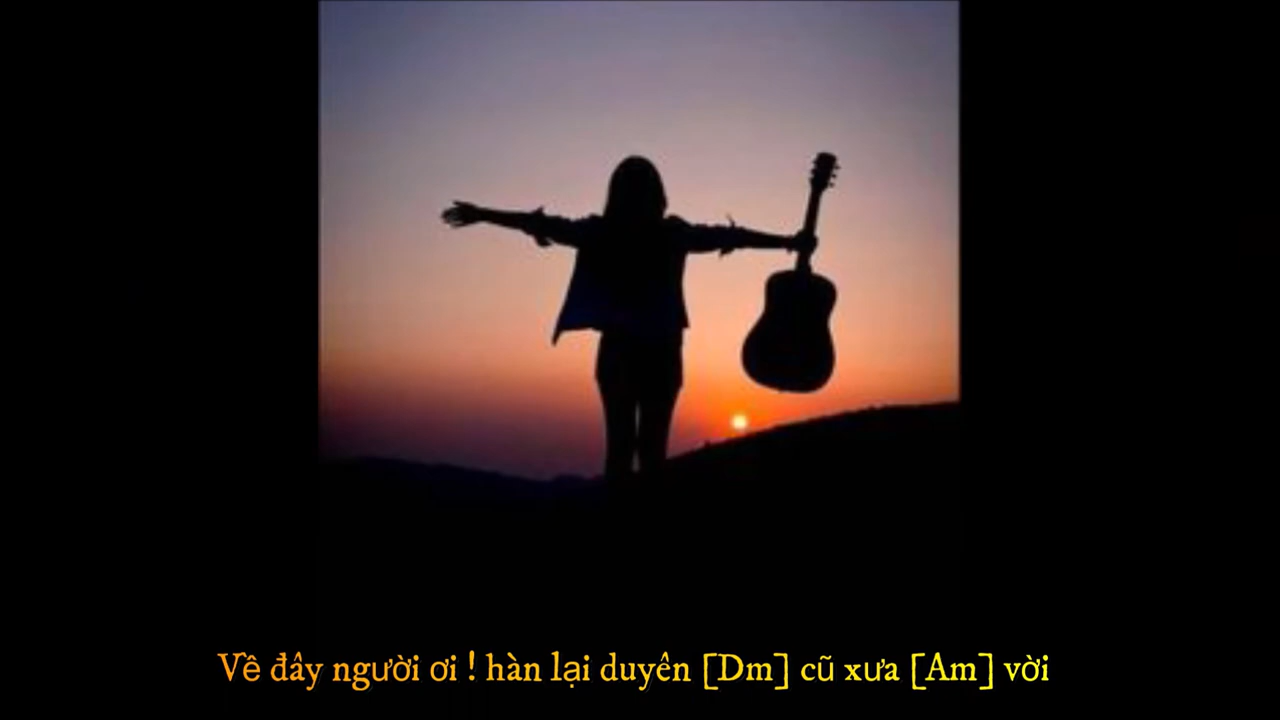 Về đây người ơi ! hàn lại duyên [Dm] cũ xưa [Am] vời